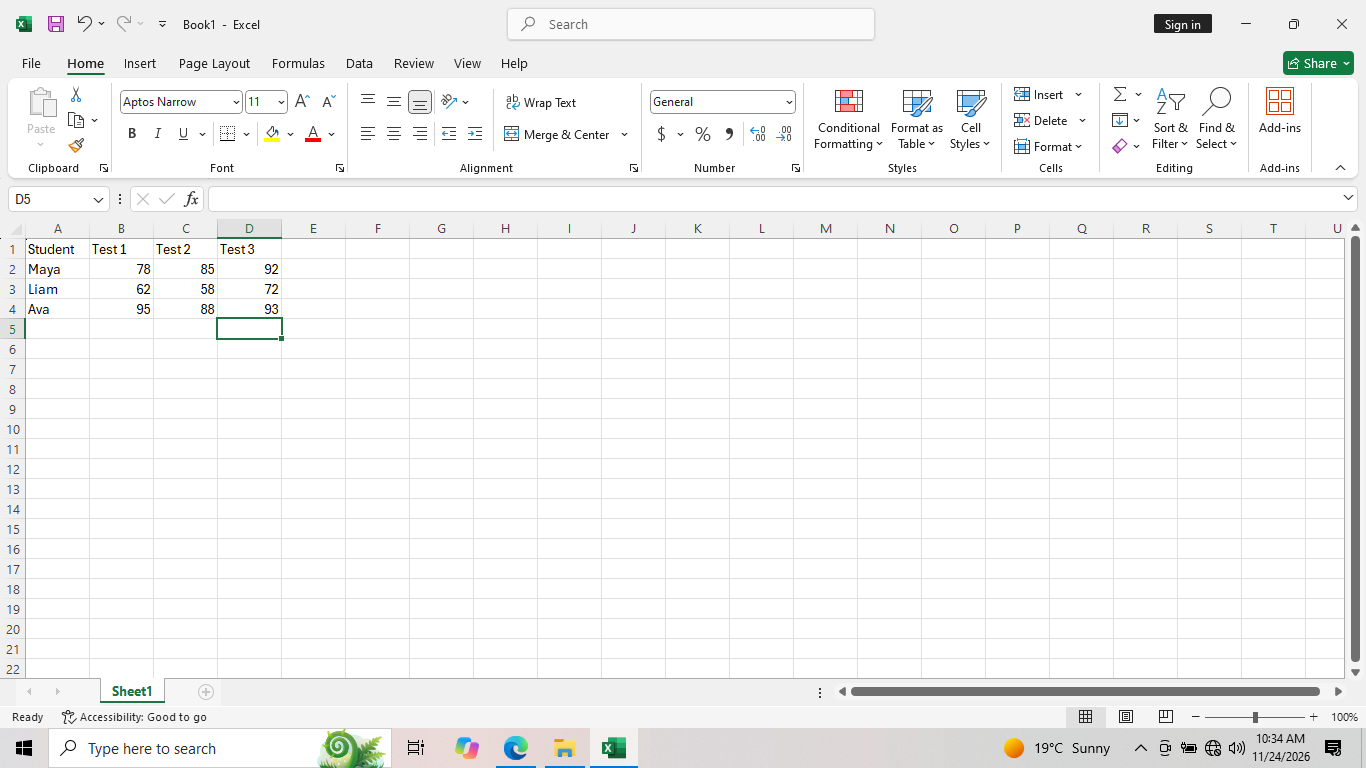 Book1 - Excel
Search
Sign in
File Home Insert Page Layout Formulas Data Review View Help
Share
Paste
Clipboard
Aptos Narrow 11
B I U
Font
Wrap Text
Merge & Center
Alignment
General
$ % ,
Number
Conditional Formatting
Format as Table
Cell Styles
Styles
Insert
Delete
Format
Cells
Sort & Filter
Find & Select
Editing
Add-ins
Add-ins
D5
fx
A B C D E F G H I J K L M N O P Q R S T U
1 Student Test 1 Test 2 Test 3
2 Maya 78 85 92
3 Liam 62 58 72
4 Ava 95 88 93
5
6
7
8
9
10
11
12
13
14
15
16
17
18
19
20
21
22
Sheet1
Ready Accessibility: Good to go 100%
Type here to search
19°C Sunny
10:34 AM
11/24/2026